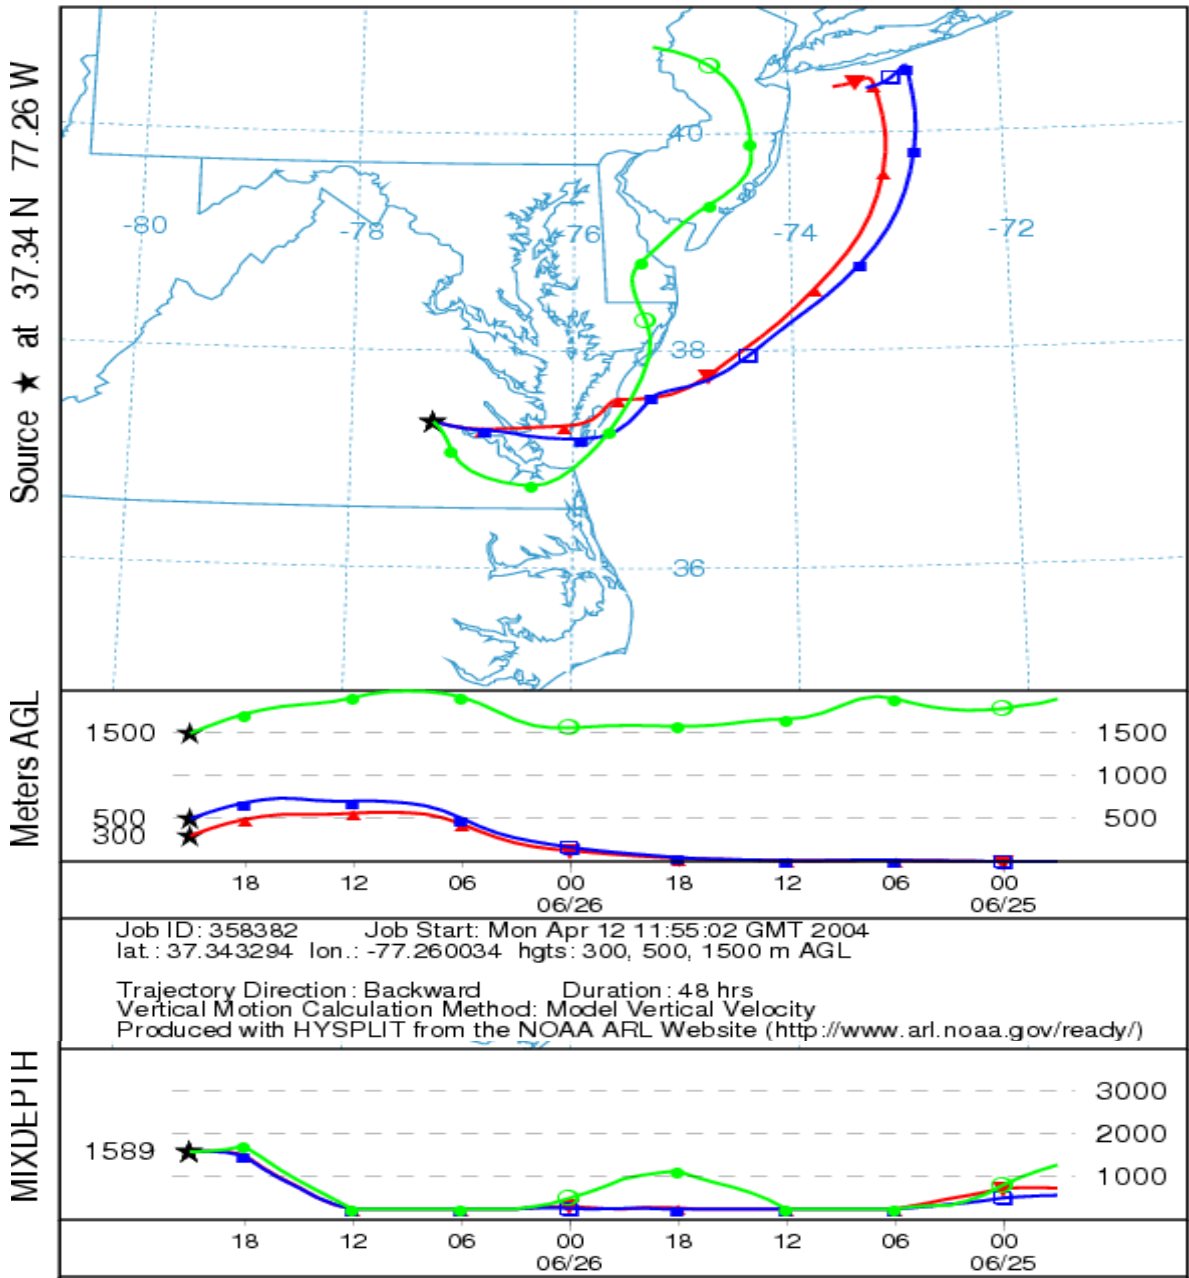 Source ★ at 37.34 N 77.26 W
40
-80
-78
-76
-74
-72
38
36
Meters AGL
1500
500
300
1500
1000
500
18 12 06 00 18 12 06 00
06/26 06/25
Job ID: 358382 Job Start: Mon Apr 12 11:55:02 GMT 2004
lat.: 37.343294 lon.: -77.260034 hgts: 300, 500, 1500 m AGL
Trajectory Direction: Backward Duration: 48 hrs
Vertical Motion Calculation Method: Model Vertical Velocity
Produced with HYSPLIT from the NOAA ARL Website (http://www.arl.noaa.gov/ready/)
MIXDEPTH
1589
3000
2000
1000
18 12 06 00 18 12 06 00
06/26 06/25